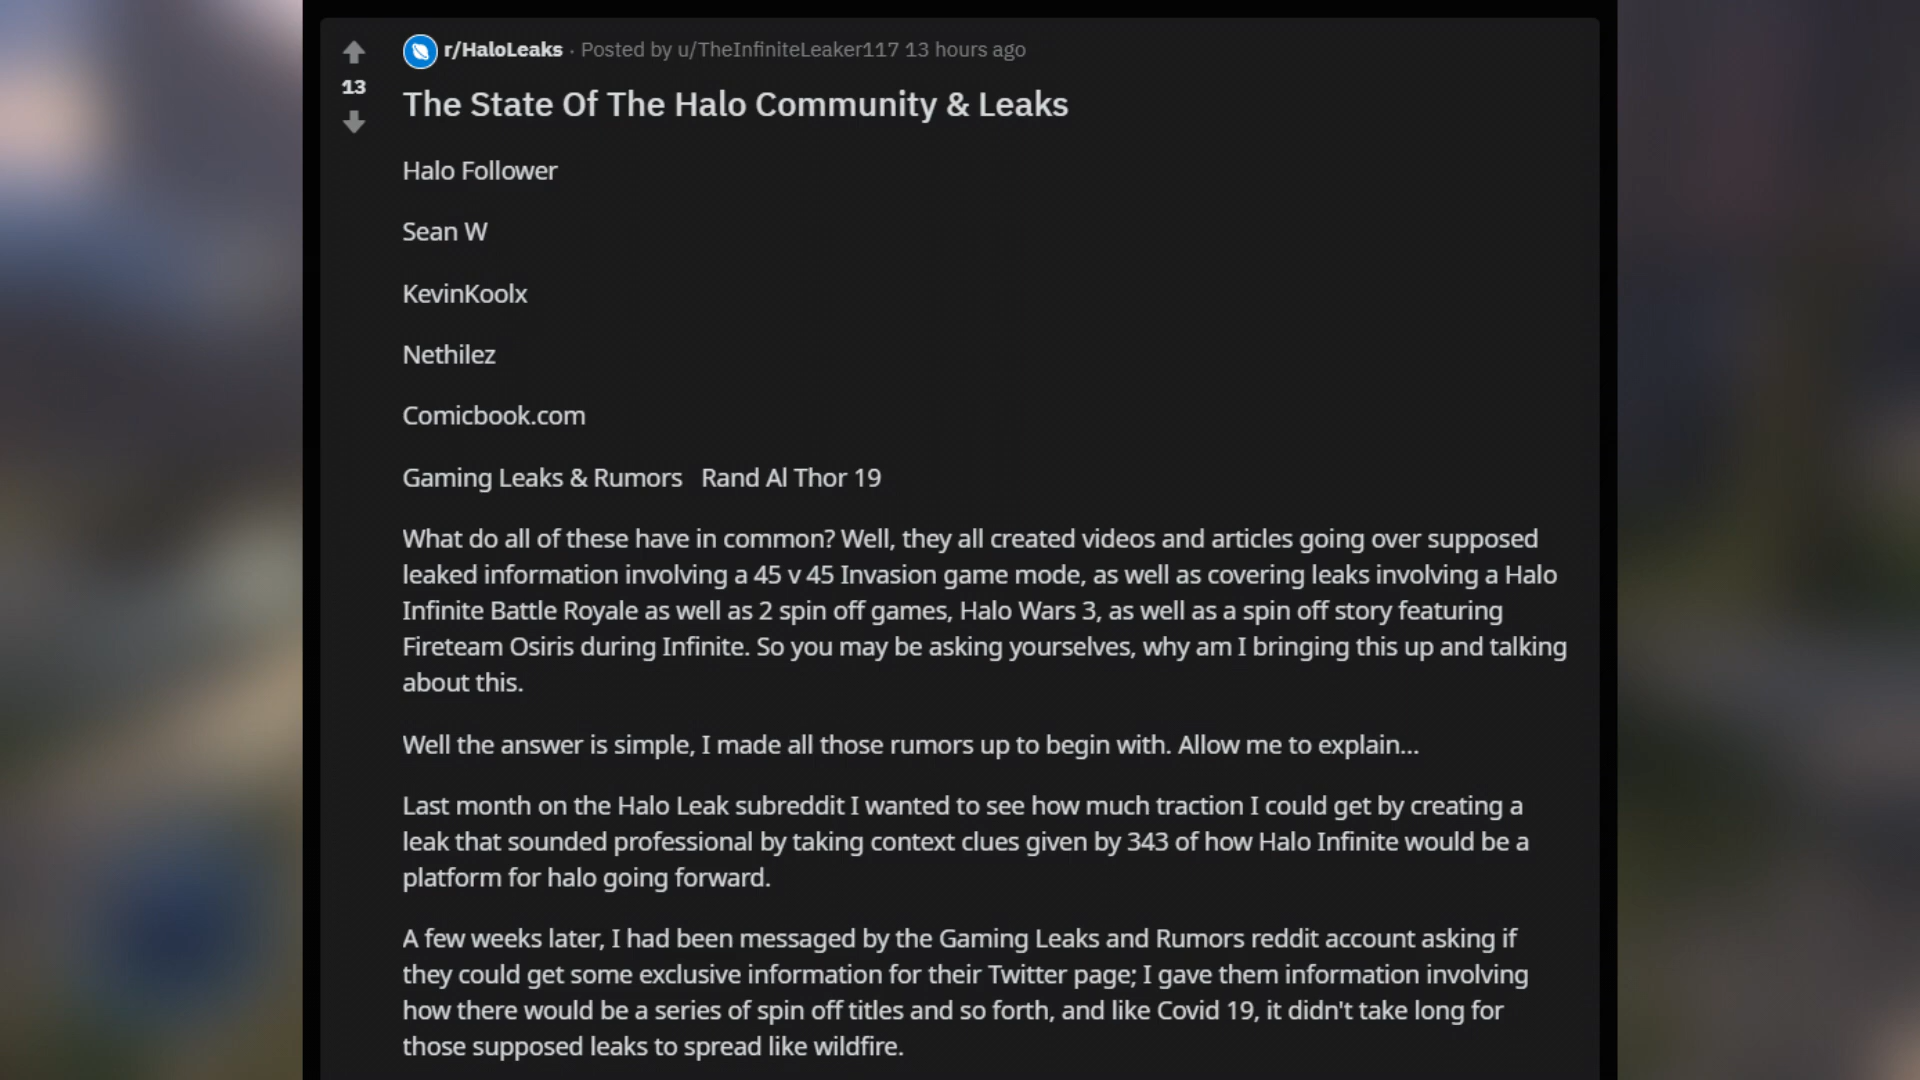 r/HaloLeaks · Posted by u/TheInfiniteLeaker117 13 hours ago
13
The State Of The Halo Community & Leaks
Halo Follower
Sean W
KevinKoolx
Nethilez
Comicbook.com
Gaming Leaks & Rumors Rand Al Thor 19
What do all of these have in common? Well, they all created videos and articles going over supposed
leaked information involving a 45 v 45 Invasion game mode, as well as covering leaks involving a Halo
Infinite Battle Royale as well as 2 spin off games, Halo Wars 3, as well as a spin off story featuring
Fireteam Osiris during Infinite. So you may be asking yourselves, why am I bringing this up and talking
about this.
Well the answer is simple, I made all those rumors up to begin with. Allow me to explain...
Last month on the Halo Leak subreddit I wanted to see how much traction I could get by creating a
leak that sounded professional by taking context clues given by 343 of how Halo Infinite would be a
platform for halo going forward.
A few weeks later, I had been messaged by the Gaming Leaks and Rumors reddit account asking if
they could get some exclusive information for their Twitter page; I gave them information involving
how there would be a series of spin off titles and so forth, and like Covid 19, it didn't take long for
those supposed leaks to spread like wildfire.